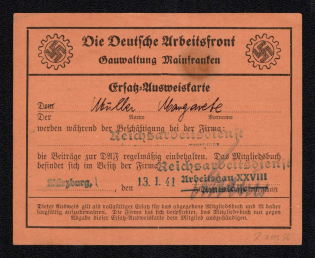 Die Deutsche Arbeitsfront
Gauwaltung Mainfranken
Ersatz-Ausweiskarte
Dem Müller Margarete
Der Name Vorname
werden während der Beschäftigung bei der Firma:
Reichsarbeitsdienst
die Beiträge zur DAF regelmäßig einbehalten. Das Mitgliedsbuch
befindet sich im Besitz der Firma: Reichsarbeitsdienst
Würzburg, den 13. 1. 41 Arbeitsgau XXVIII
Dieser Ausweis gilt als vollgültiger Ersatz für das abgegebene Mitgliedsbuch und ist daher
sorgfältig aufzubewahren. Die Firma hat bei Austritt das Mitgliedsbuch nur gegen
Abgabe dieser Ersatz-Ausweiskarte dem Mitglied auszuhändigen.